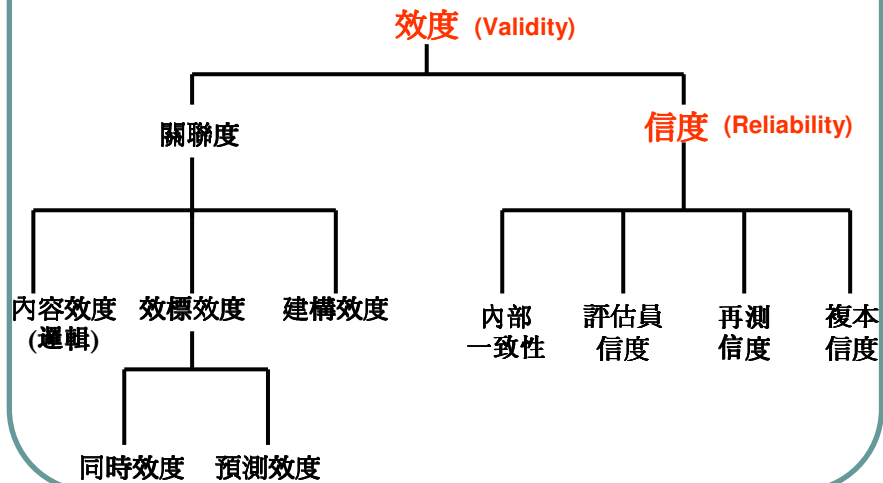 效度 (Validity)
關聯度
信度 (Reliability)
內容效度
(邏輯)
效標效度
建構效度
內部
一致性
評估員
信度
再測
信度
複本
信度
同時效度
預測效度